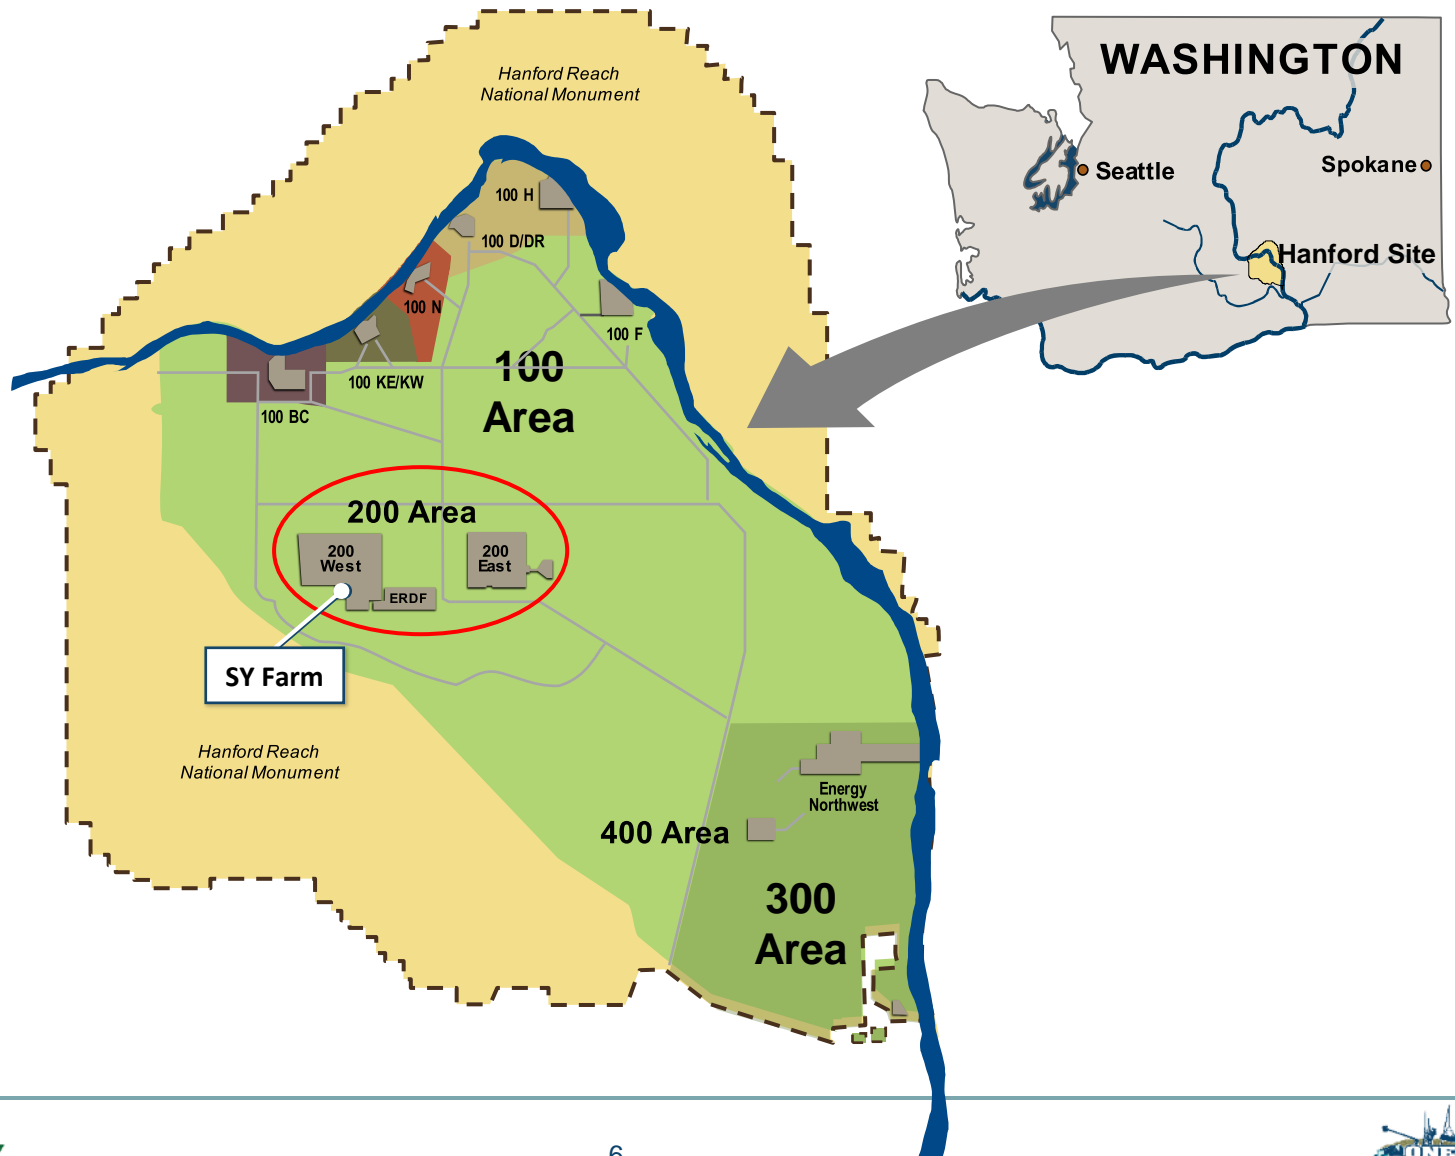 Hanford Reach
National Monument
WASHINGTON
Seattle
Spokane
Hanford Site
100 H
100 D/DR
100 N
100 F
100 KE/KW
100 BC
100
Area
200 Area
200
West
200
East
ERDF
SY Farm
Hanford Reach
National Monument
Energy
Northwest
400 Area
300
Area
6